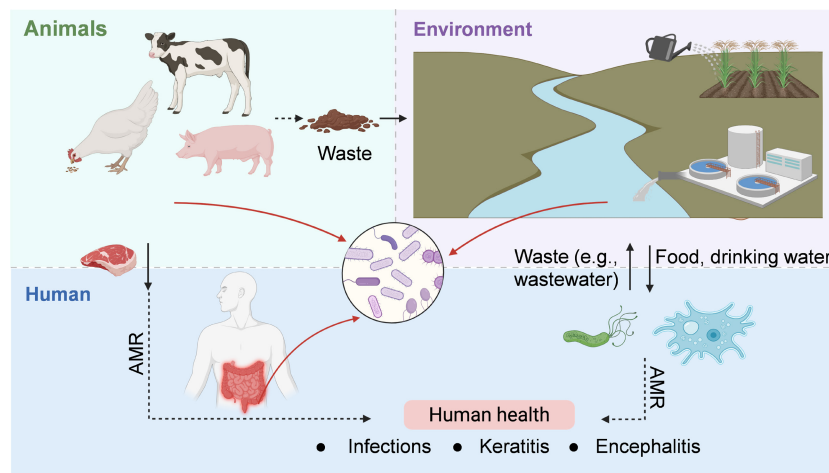 Animals
Environment
Waste
Waste (e.g.,
wastewater)
Food, drinking water
Human
AMR
AMR
Human health
● Infections ● Keratitis ● Encephalitis